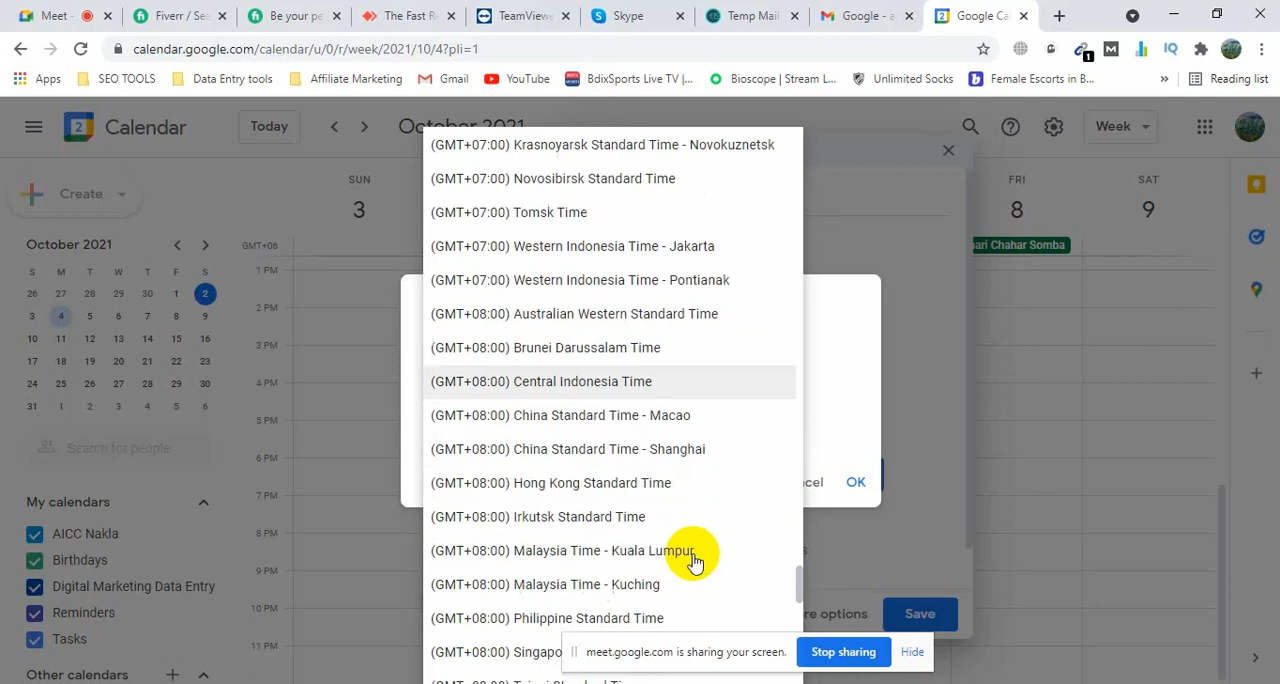 Meet -
Fiverr / Sea
Be your pe
The Fast R
TeamViewe
Skype
Temp Mail
Google - a
Google Ca
calendar.google.com/calendar/u/0/r/week/2021/10/4?pli=1
1
M
IQ
Apps
SEO TOOLS
Data Entry tools
Affiliate Marketing
Gmail
YouTube
BdixSports Live TV |...
Bioscope | Stream L...
Unlimited Socks
Female Escorts in B...
»
Reading list
2
Calendar
Today
October 2021
Week
Create
SUN
3
FRI
8
SAT
9
GMT+06
October 2021
S M T W T F S
26 27 28 29 30 1 2
3 4 5 6 7 8 9
10 11 12 13 14 15 16
17 18 19 20 21 22 23
24 25 26 27 28 29 30
31 1 2 3 4 5 6
Search for people
My calendars
AICC Nakla
Birthdays
Digital Marketing Data Entry
Reminders
Tasks
Other calendars
1 PM
2 PM
3 PM
4 PM
5 PM
6 PM
7 PM
8 PM
9 PM
10 PM
11 PM
(GMT+07:00) Krasnoyarsk Standard Time - Novokuznetsk
(GMT+07:00) Novosibirsk Standard Time
(GMT+07:00) Tomsk Time
(GMT+07:00) Western Indonesia Time - Jakarta
(GMT+07:00) Western Indonesia Time - Pontianak
(GMT+08:00) Australian Western Standard Time
(GMT+08:00) Brunei Darussalam Time
(GMT+08:00) Central Indonesia Time
(GMT+08:00) China Standard Time - Macao
(GMT+08:00) China Standard Time - Shanghai
(GMT+08:00) Hong Kong Standard Time
(GMT+08:00) Irkutsk Standard Time
(GMT+08:00) Malaysia Time - Kuala Lumpur
(GMT+08:00) Malaysia Time - Kuching
(GMT+08:00) Philippine Standard Time
(GMT+08:00) Singapo
ari Chahar Somba
cel
OK
re options
Save
meet.google.com is sharing your screen.
Stop sharing
Hide